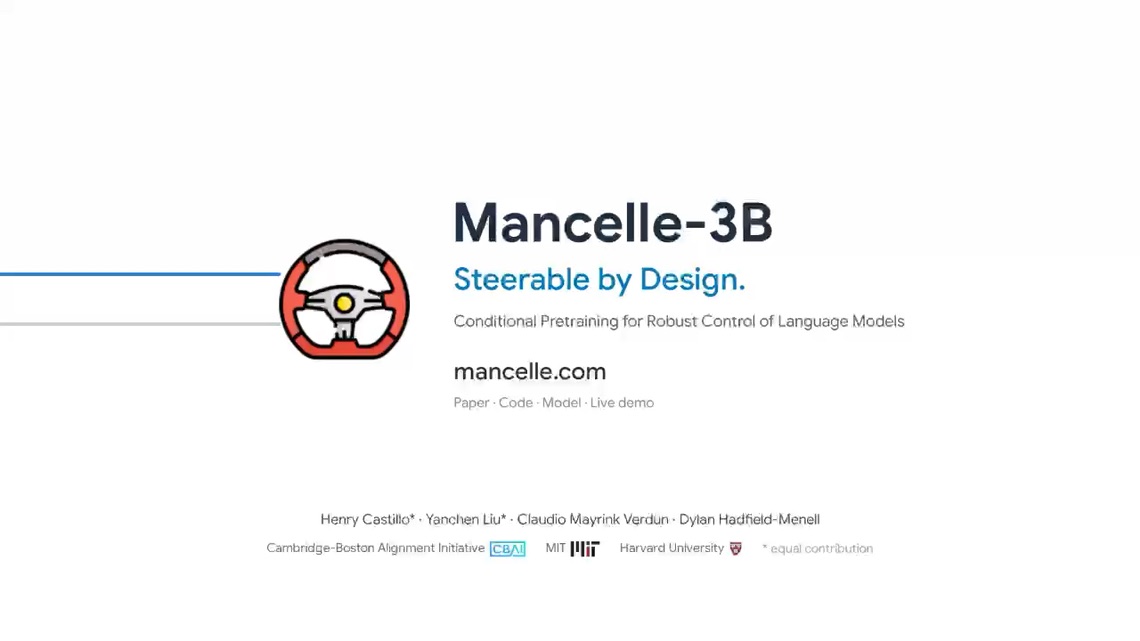 Mancelle-3B
Steerable by Design.
Conditional Pretraining for Robust Control of Language Models
mancelle.com
Paper · Code · Model · Live demo
Henry Castillo* · Yanchen Liu* · Claudio Mayrink Verdun · Dylan Hadfield-Menell
Cambridge-Boston Alignment Initiative CBAI MIT MIT Harvard University * equal contribution